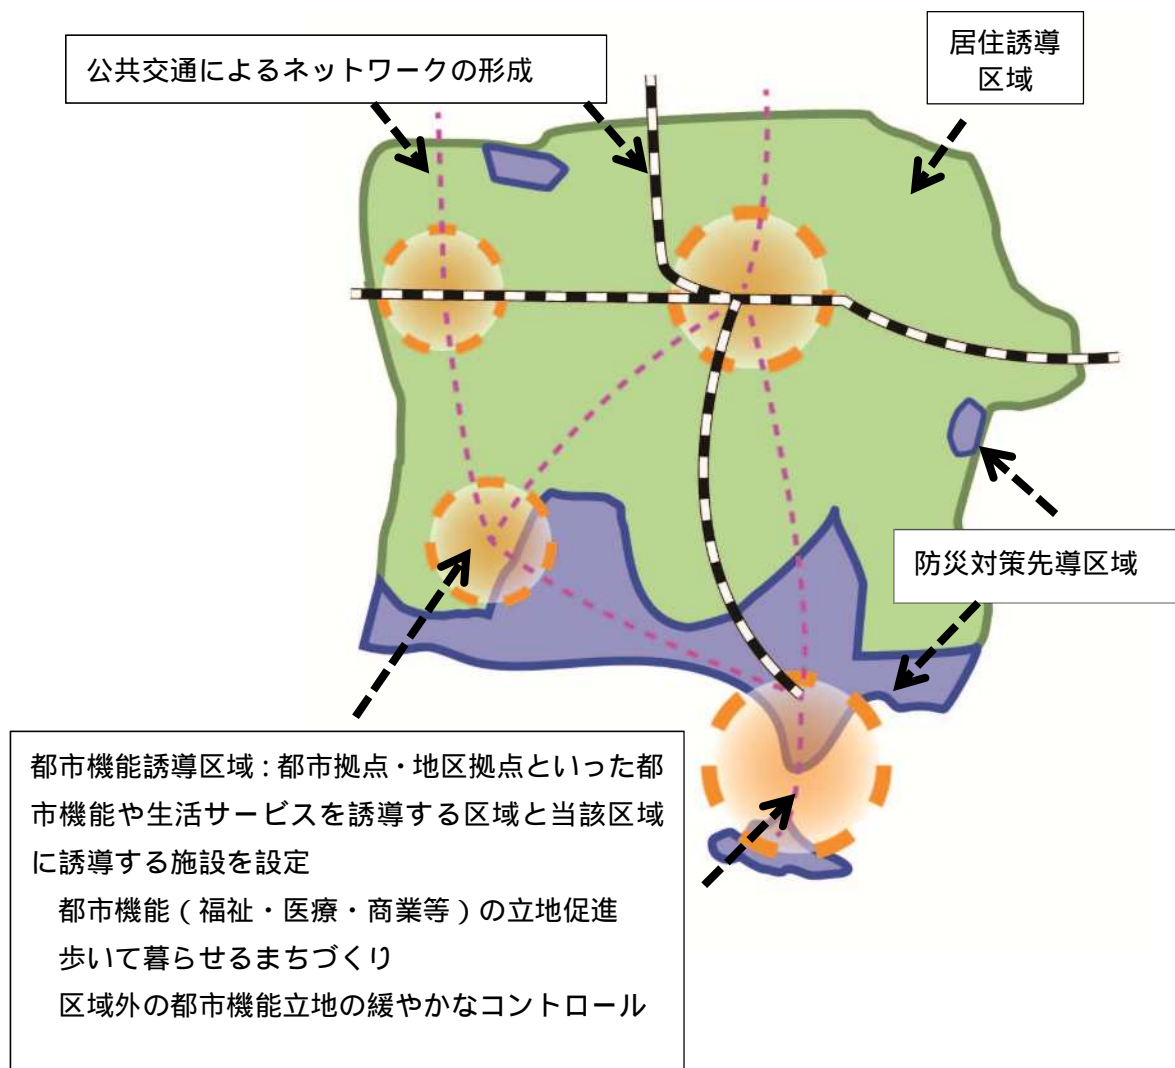 公共交通によるネットワークの形成
居住誘導
区域
防災対策先導区域
都市機能誘導区域：都市拠点・地区拠点といった都
市機能や生活サービスを誘導する区域と当該区域
に誘導する施設を設定
都市機能（福祉・医療・商業等）の立地促進
歩いて暮らせるまちづくり
区域外の都市機能立地の緩やかなコントロール